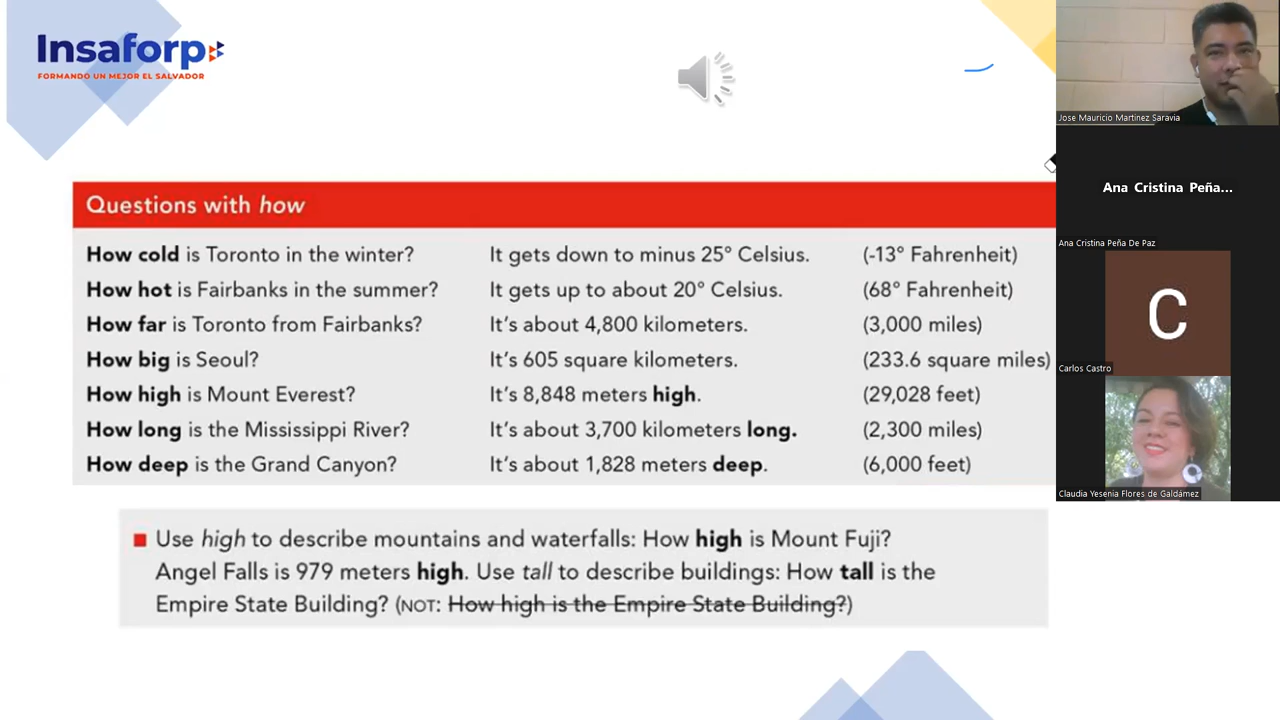 Insaforp
FORMANDO UN MEJOR EL SALVADOR
Questions with how
How cold is Toronto in the winter? It gets down to minus 25° Celsius. (-13° Fahrenheit)
How hot is Fairbanks in the summer? It gets up to about 20° Celsius. (68° Fahrenheit)
How far is Toronto from Fairbanks? It's about 4,800 kilometers. (3,000 miles)
How big is Seoul? It's 605 square kilometers. (233.6 square miles)
How high is Mount Everest? It's 8,848 meters high. (29,028 feet)
How long is the Mississippi River? It's about 3,700 kilometers long. (2,300 miles)
How deep is the Grand Canyon? It's about 1,828 meters deep. (6,000 feet)
Use high to describe mountains and waterfalls: How high is Mount Fuji?
Angel Falls is 979 meters high. Use tall to describe buildings: How tall is the
Empire State Building? (NOT: How high is the Empire State Building?)
Jose Mauricio Martinez Saravia
Ana Cristina Peña...
Ana Cristina Peña De Paz
C
Carlos Castro
Claudia Yesenia Flores de Galdámez